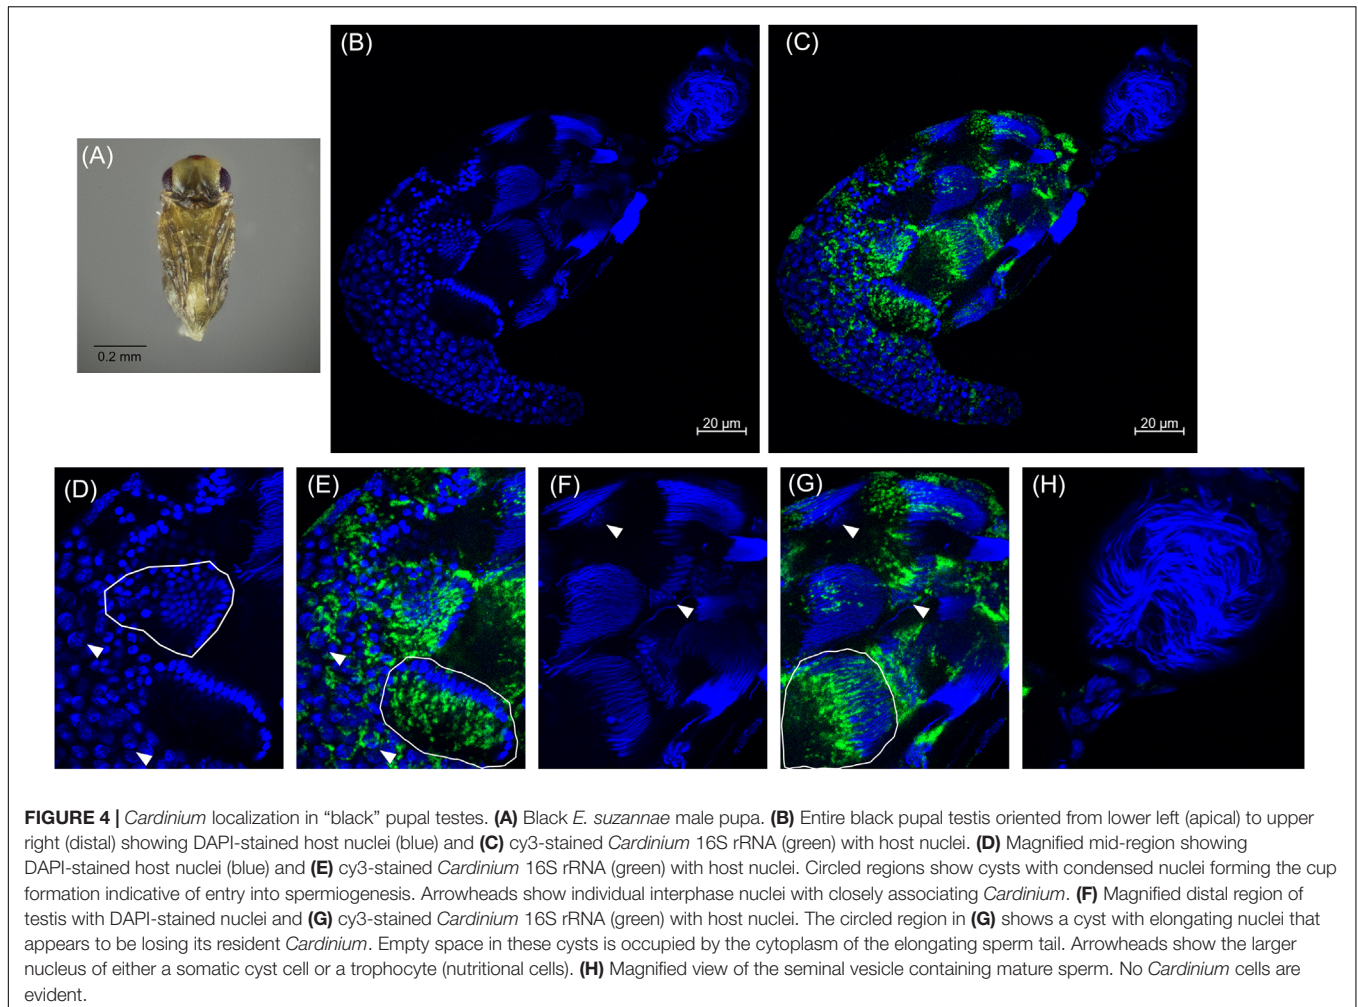 (A)
0.2 mm
(B)
20 µm
(C)
20 µm
(D)
(E)
(F)
(G)
(H)
FIGURE 4 | Cardinium localization in “black” pupal testes. (A) Black E. suzannae male pupa. (B) Entire black pupal testis oriented from lower left (apical) to upper
right (distal) showing DAPI-stained host nuclei (blue) and (C) cy3-stained Cardinium 16S rRNA (green) with host nuclei. (D) Magnified mid-region showing
DAPI-stained host nuclei (blue) and (E) cy3-stained Cardinium 16S rRNA (green) with host nuclei. Circled regions show cysts with condensed nuclei forming the cup
formation indicative of entry into spermiogenesis. Arrowheads show individual interphase nuclei with closely associating Cardinium. (F) Magnified distal region of
testis with DAPI-stained nuclei and (G) cy3-stained Cardinium 16S rRNA (green) with host nuclei. The circled region in (G) shows a cyst with elongating nuclei that
appears to be losing its resident Cardinium. Empty space in these cysts is occupied by the cytoplasm of the elongating sperm tail. Arrowheads show the larger
nucleus of either a somatic cyst cell or a trophocyte (nutritional cells). (H) Magnified view of the seminal vesicle containing mature sperm. No Cardinium cells are
evident.